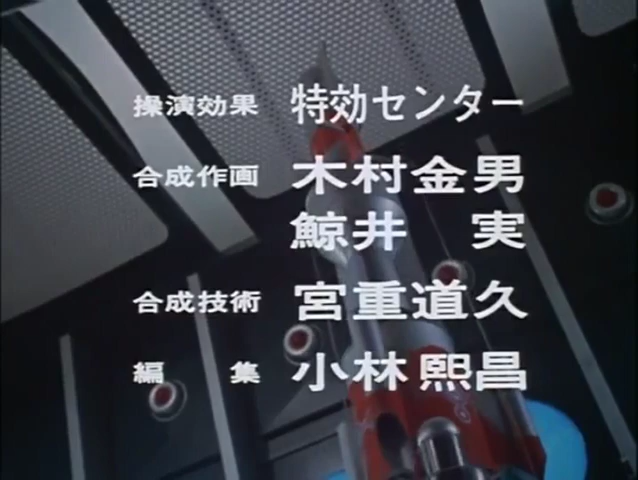 操演効果 特効センター
合成作画 木村金男
鯨井 実
合成技術 宮重道久
編 集 小林熙昌